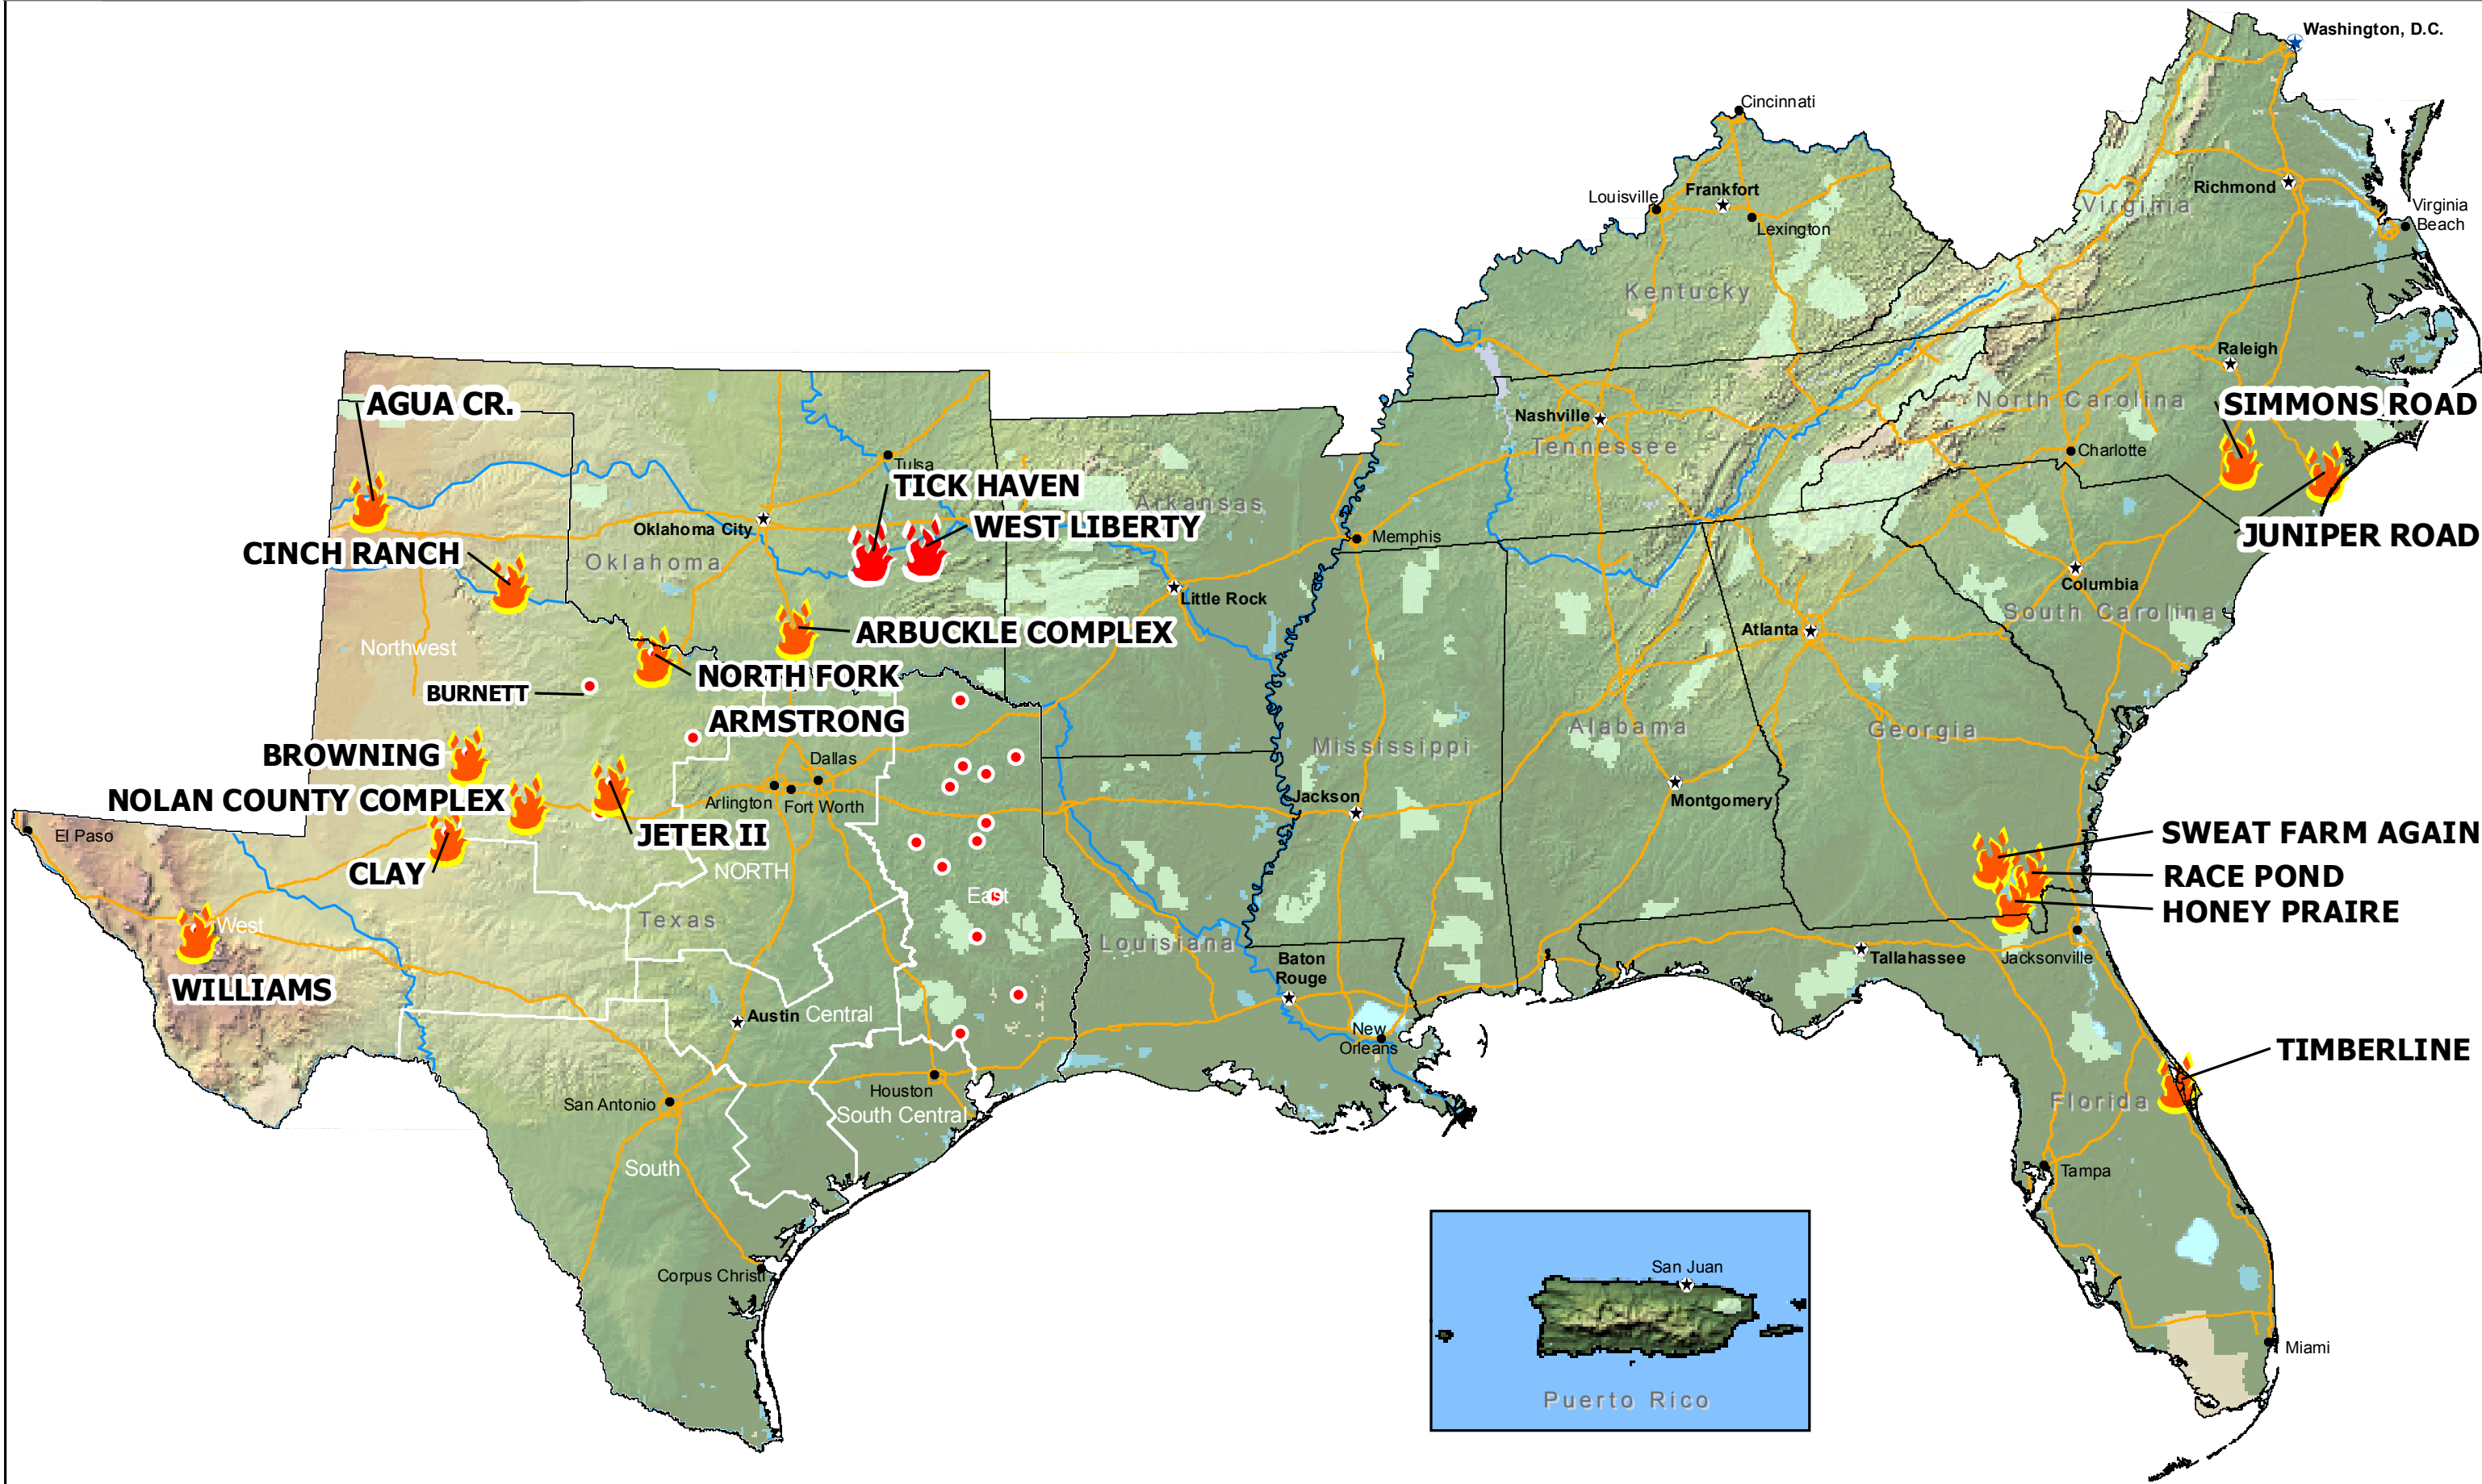 Washington, D.C.
Cincinnati
Louisville
Frankfort
Lexington
Richmond
Virginia
Virginia
Beach
Kentucky
Raleigh
AGUA CR.
North Carolina
SIMMONS ROAD
Nashville
Tennessee
Charlotte
Tulsa
TICK HAVEN
Arkansas
WEST LIBERTY
Oklahoma City
Memphis
JUNIPER ROAD
CINCH RANCH
Oklahoma
Columbia
Little Rock
South Carolina
Atlanta
ARBUCKLE COMPLEX
Northwest
NORTH FORK
BURNETT
ARMSTRONG
Alabama
Georgia
Mississippi
BROWNING
Dallas
NOLAN COUNTY COMPLEX
Arlington
Fort Worth
Jackson
Montgomery
El Paso
JETER II
SWEAT FARM AGAIN
CLAY
NORTH
RACE POND
East
HONEY PRAIRE
West
Texas
Louisiana
Baton
Rouge
Tallahassee
Jacksonville
WILLIAMS
Austin
Central
New
Orleans
TIMBERLINE
Houston
San Antonio
South Central
Florida
South
Tampa
San Juan
Corpus Christi
Miami
Puerto Rico